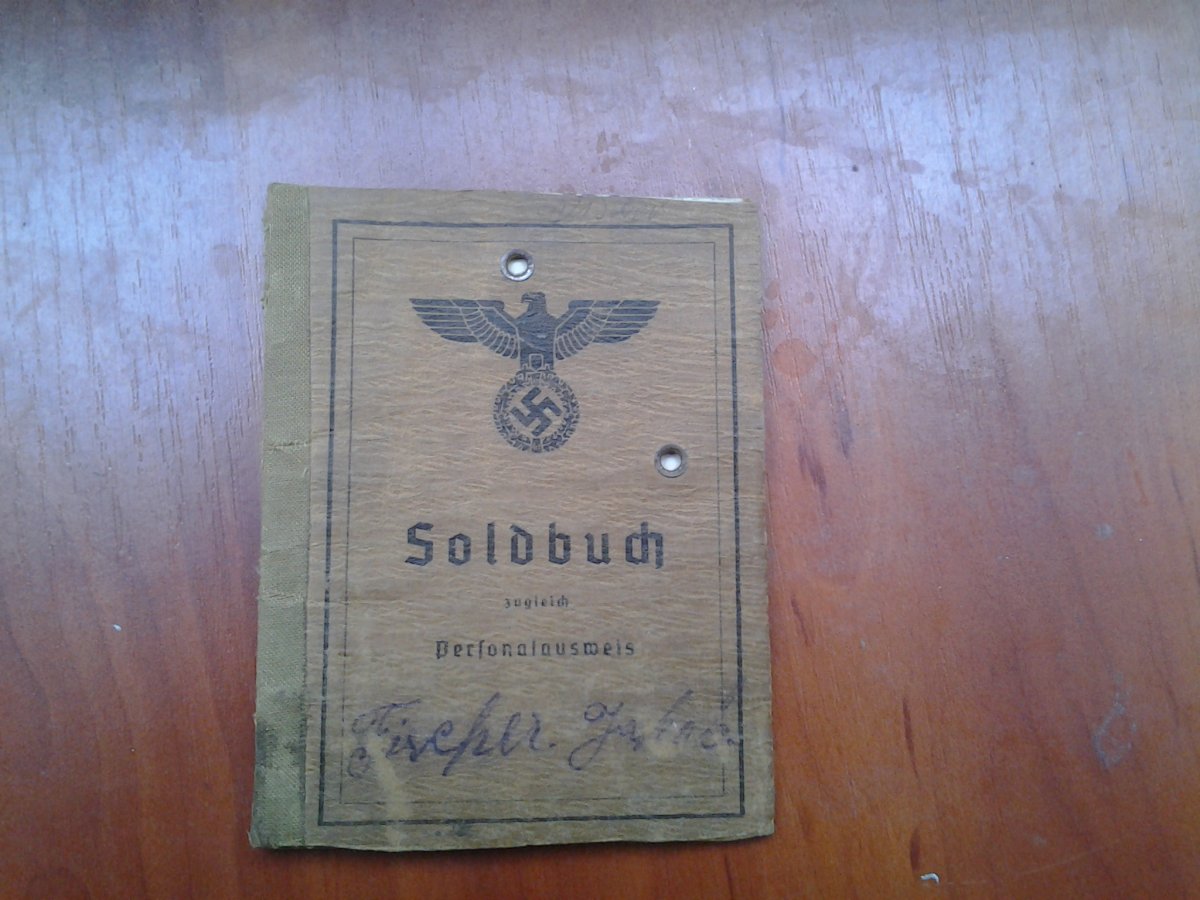 Soldbuch
zugleich
Personalausweis
Fischer.